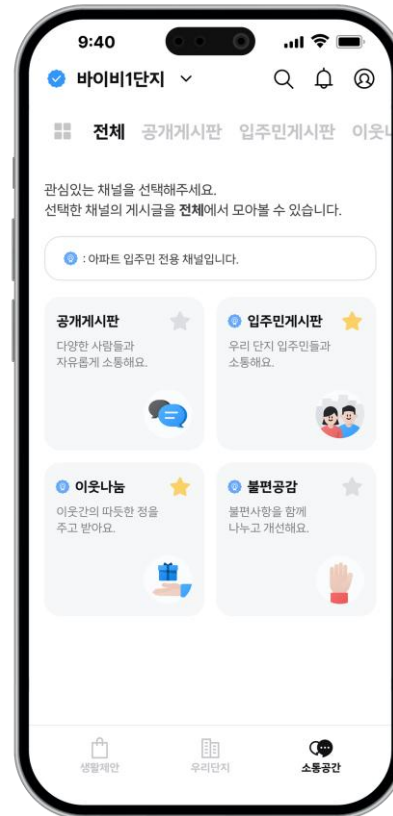 9:40
바이비1단지
전체 공개게시판 입주민게시판 이웃
관심있는 채널을 선택해주세요.
선택한 채널의 게시글을 전체에서 모아볼 수 있습니다.
: 아파트 입주민 전용 채널입니다.
공개게시판
다양한 사람들과
자유롭게 소통해요.
입주민게시판
우리 단지 입주민들과
소통해요.
이웃나눔
이웃간의 따듯한 정을
주고 받아요.
불편공감
불편사항을 함께
나누고 개선해요.
생활제안 우리단지 소통공간